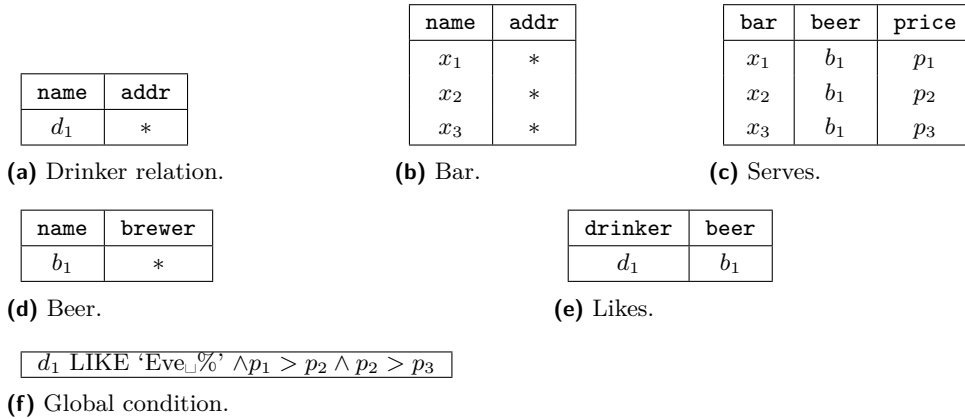 name addr
d₁ *
(a) Drinker relation.
name addr
x₁ *
x₂ *
x₃ *
(b) Bar.
bar beer price
x₁ b₁ p₁
x₂ b₁ p₂
x₃ b₁ p₃
(c) Serves.
name brewer
b₁ *
(d) Beer.
drinker beer
d₁ b₁
(e) Likes.
d₁ LIKE ‘Eve␣%’ ∧p₁ > p₂ ∧ p₂ > p₃
(f) Global condition.